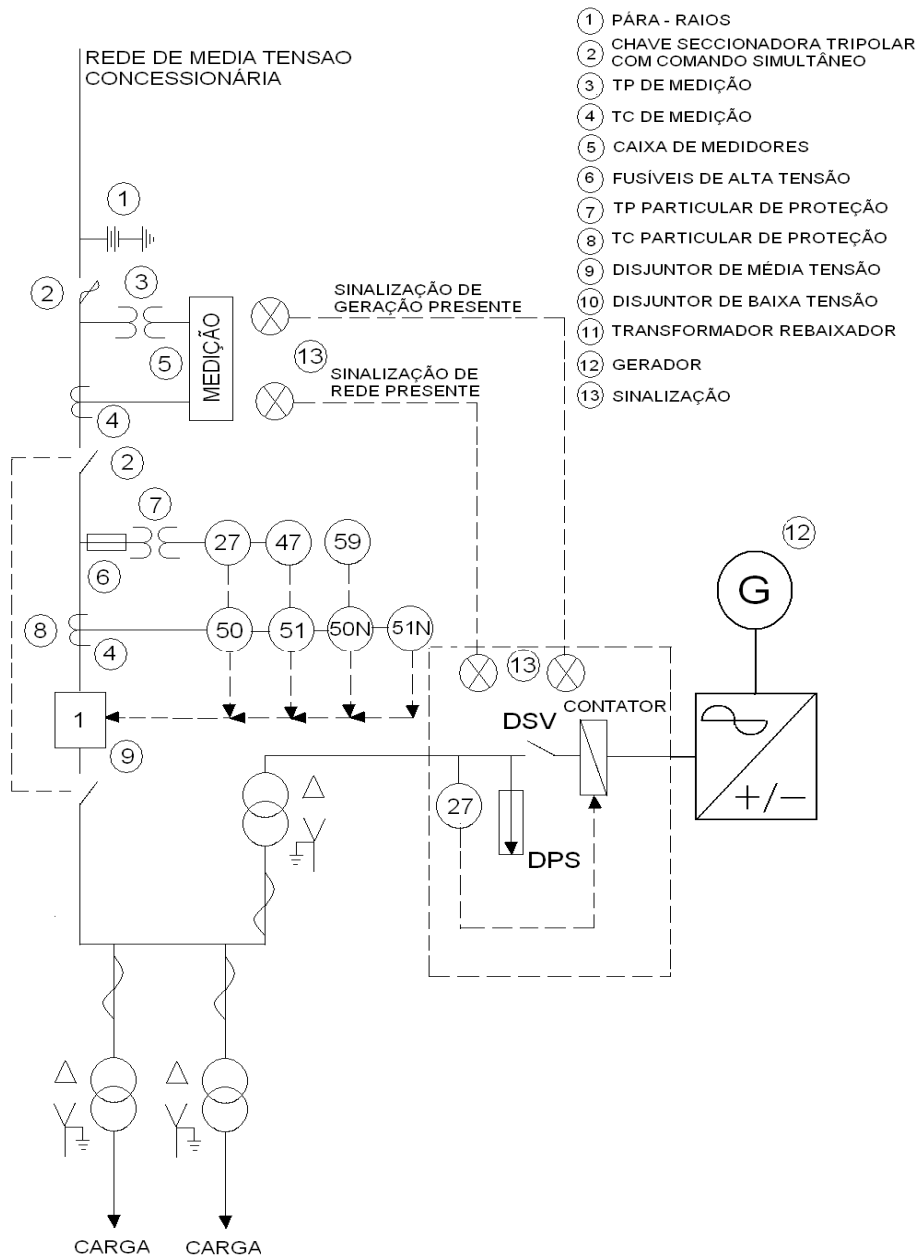 REDE DE MEDIA TENSAO
CONCESSIONÁRIA
1 PÁRA - RAIOS
2 CHAVE SECCIONADORA TRIPOLAR
COM COMANDO SIMULTÂNEO
3 TP DE MEDIÇÃO
4 TC DE MEDIÇÃO
5 CAIXA DE MEDIDORES
6 FUSÍVEIS DE ALTA TENSÃO
7 TP PARTICULAR DE PROTEÇÃO
8 TC PARTICULAR DE PROTEÇÃO
9 DISJUNTOR DE MÉDIA TENSÃO
10 DISJUNTOR DE BAIXA TENSÃO
11 TRANSFORMADOR REBAIXADOR
12 GERADOR
13 SINALIZAÇÃO
1
2
3
5
MEDIÇÃO
SINALIZAÇÃO DE
GERAÇÃO PRESENTE
13
SINALIZAÇÃO DE
REDE PRESENTE
4
2
7
6
27
47
59
8
4
50
51
50N
51N
1
9
12
G
13
DSV
CONTATOR
27
DPS
+/−
CARGA
CARGA